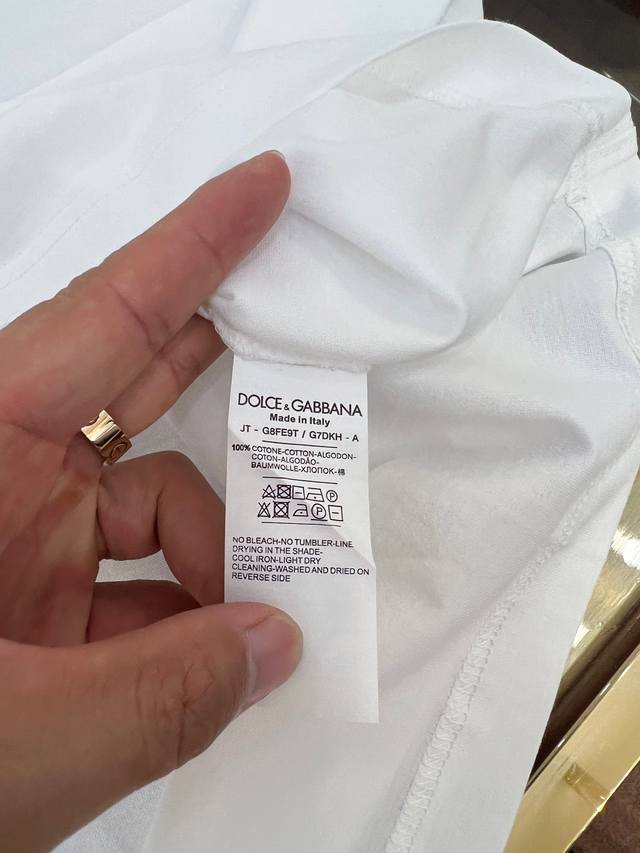 DOLCE & GABBANA
Made in Italy
JT - G8FE9T / G7DKH - A
100% COTONE-COTTON-ALGODON-
COTON-ALGODÃO-
BAUMWOLLE-ХЛОПОК-棉
NO BLEACH-NO TUMBLER-LINE
DRYING IN THE SHADE-
COOL IRON-LIGHT DRY
CLEANING-WASHED AND DRIED ON
REVERSE SIDE